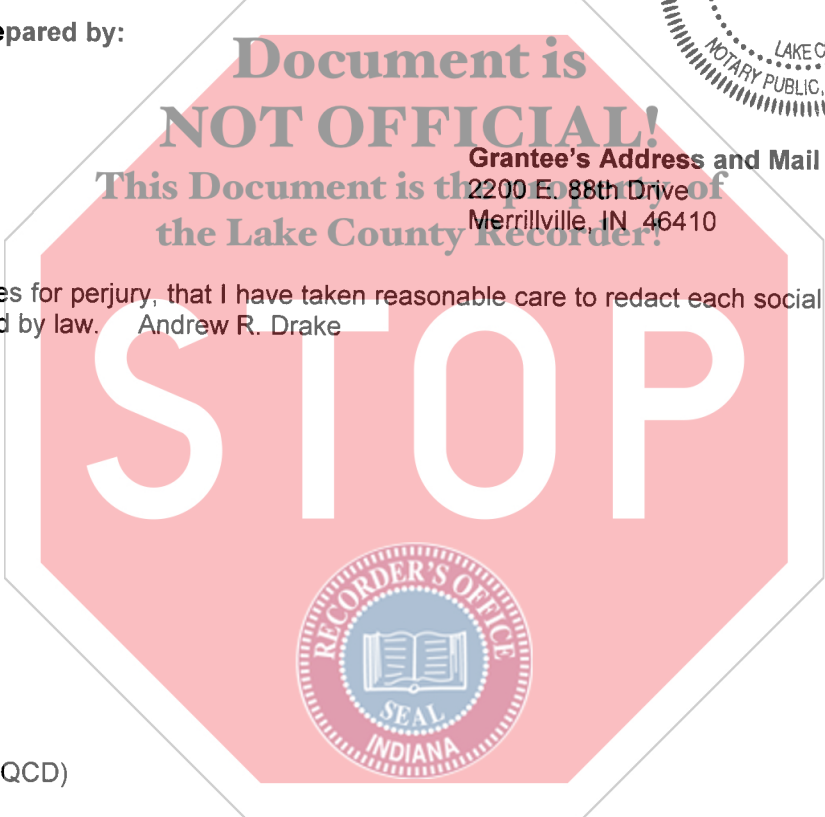 epared by:
LAKE C
NOTARY PUBLIC,
Document is
NOT OFFICIAL!
Grantee's Address and Mail
This Document is the property of
2200 E. 88th Drive
the Lake County Recorder!
Merrillville, IN 46410
es for perjury, that I have taken reasonable care to redact each social
d by law. Andrew R. Drake
STOP
RECORDER'S OFFICE
SEAL
INDIANA
QCD)